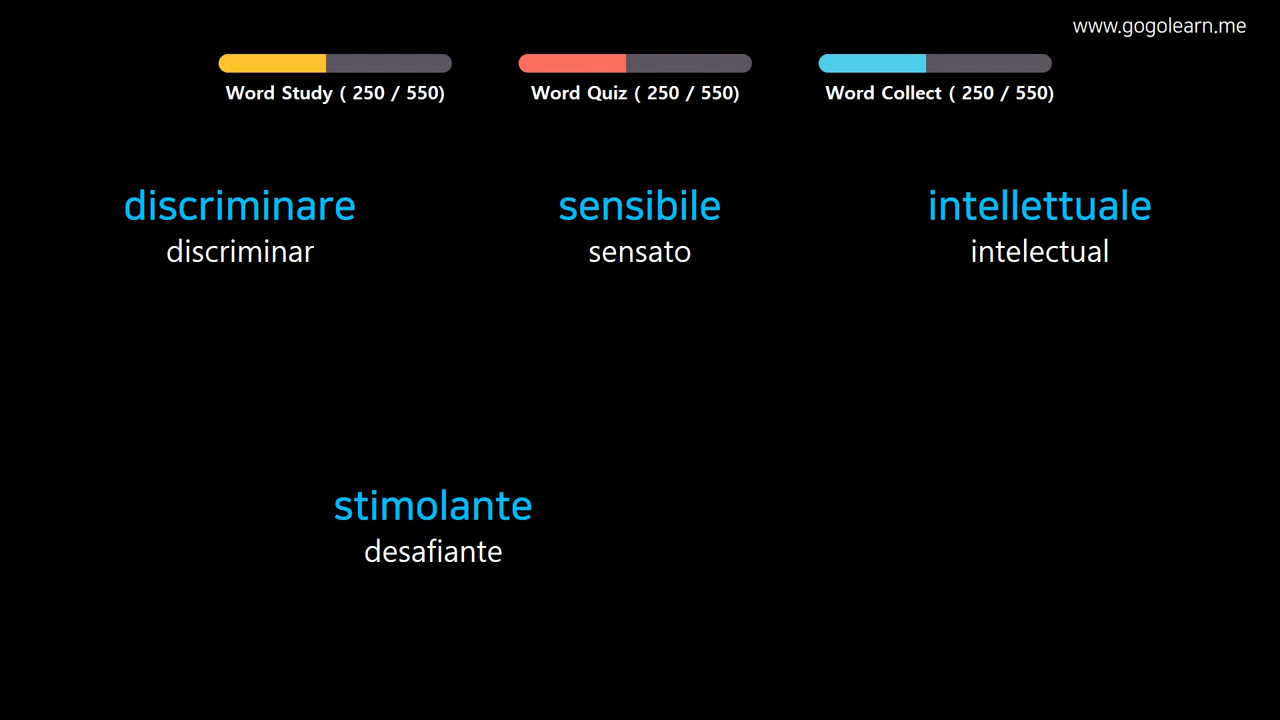 www.gogolearn.me
Word Study ( 250 / 550)
Word Quiz ( 250 / 550)
Word Collect ( 250 / 550)
discriminare
discriminar
sensibile
sensato
intellettuale
intelectual
stimolante
desafiante